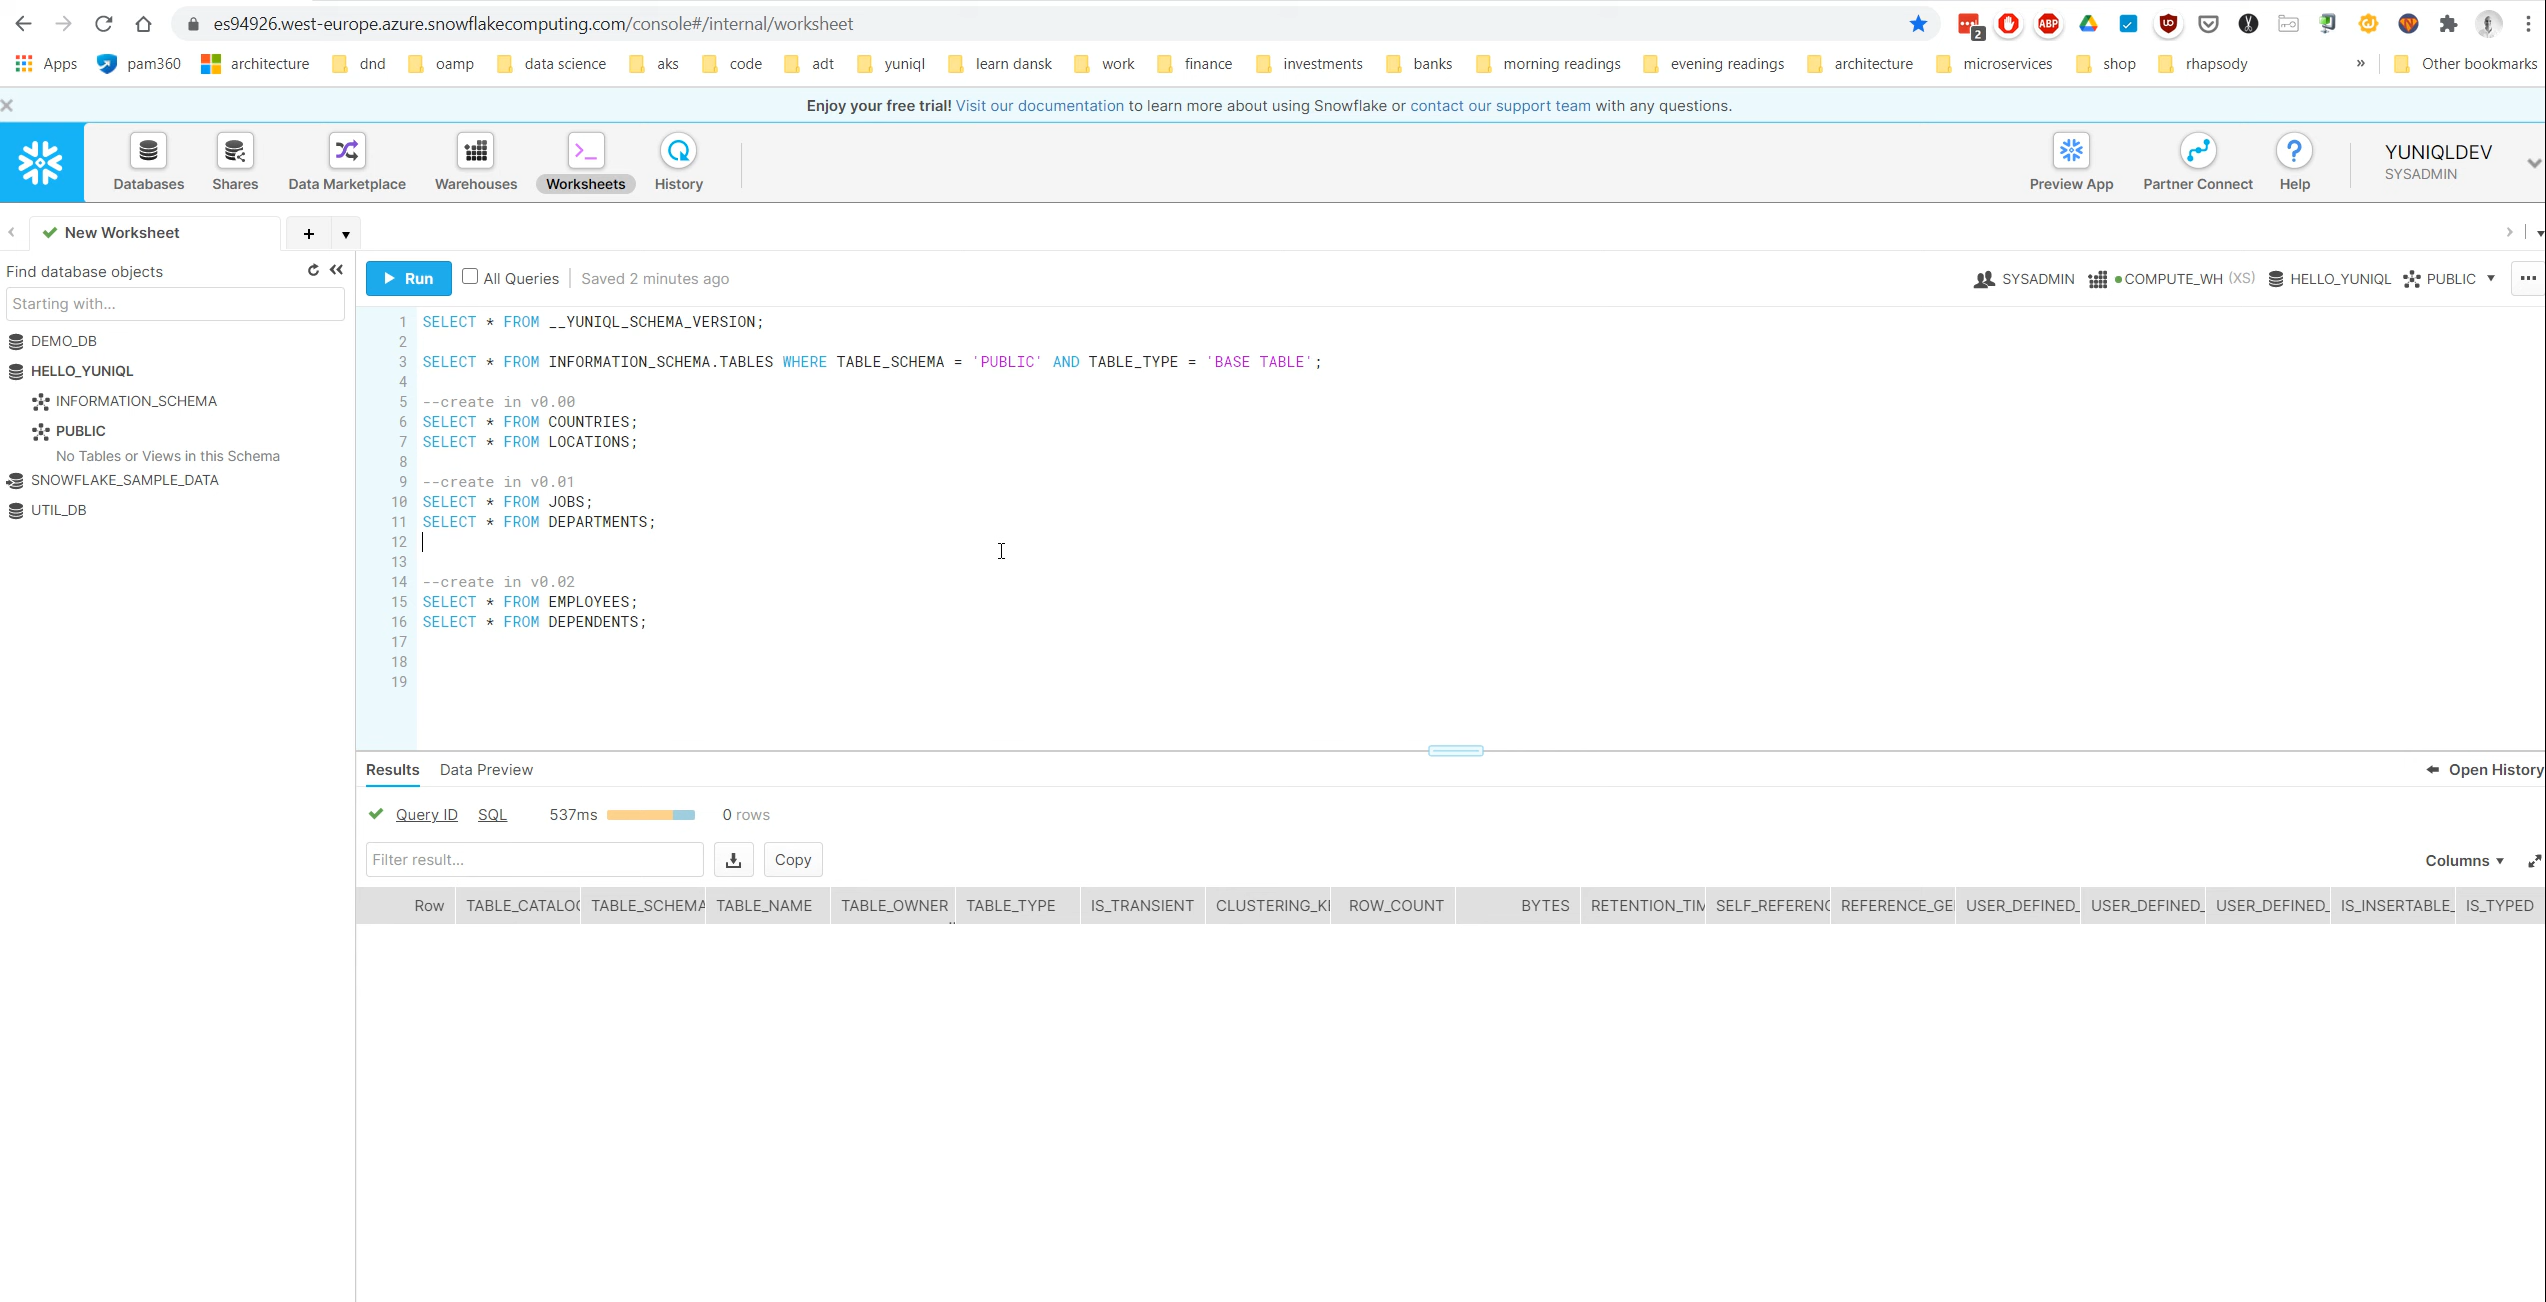 es94926.west-europe.azure.snowflakecomputing.com/console#/internal/worksheet
2
ABP
Apps pam360 architecture dnd oamp data science aks code adt yuniql learn dansk work finance investments banks morning readings evening readings architecture microservices shop rhapsody » Other bookmarks
Enjoy your free trial! Visit our documentation to learn more about using Snowflake or contact our support team with any questions.
Databases Shares Data Marketplace Warehouses Worksheets History Preview App Partner Connect Help
YUNIQLDEV
SYSADMIN
New Worksheet +
Find database objects
Starting with...
DEMO_DB
HELLO_YUNIQL
INFORMATION_SCHEMA
PUBLIC
No Tables or Views in this Schema
SNOWFLAKE_SAMPLE_DATA
UTIL_DB
Run All Queries Saved 2 minutes ago SYSADMIN COMPUTE_WH (XS) HELLO_YUNIQL PUBLIC ...
1 SELECT * FROM __YUNIQL_SCHEMA_VERSION;
2
3 SELECT * FROM INFORMATION_SCHEMA.TABLES WHERE TABLE_SCHEMA = 'PUBLIC' AND TABLE_TYPE = 'BASE TABLE';
4
5 --create in v0.00
6 SELECT * FROM COUNTRIES;
7 SELECT * FROM LOCATIONS;
8
9 --create in v0.01
10 SELECT * FROM JOBS;
11 SELECT * FROM DEPARTMENTS;
12
13
14 --create in v0.02
15 SELECT * FROM EMPLOYEES;
16 SELECT * FROM DEPENDENTS;
17
18
19
Results Data Preview Open History
Query ID SQL 537ms 0 rows
Filter result... Copy Columns
Row TABLE_CATALOG TABLE_SCHEMA TABLE_NAME TABLE_OWNER TABLE_TYPE IS_TRANSIENT CLUSTERING_KE ROW_COUNT BYTES RETENTION_TIM SELF_REFERENC REFERENCE_GE USER_DEFINED_ USER_DEFINED_ USER_DEFINED_ IS_INSERTABLE_ IS_TYPED